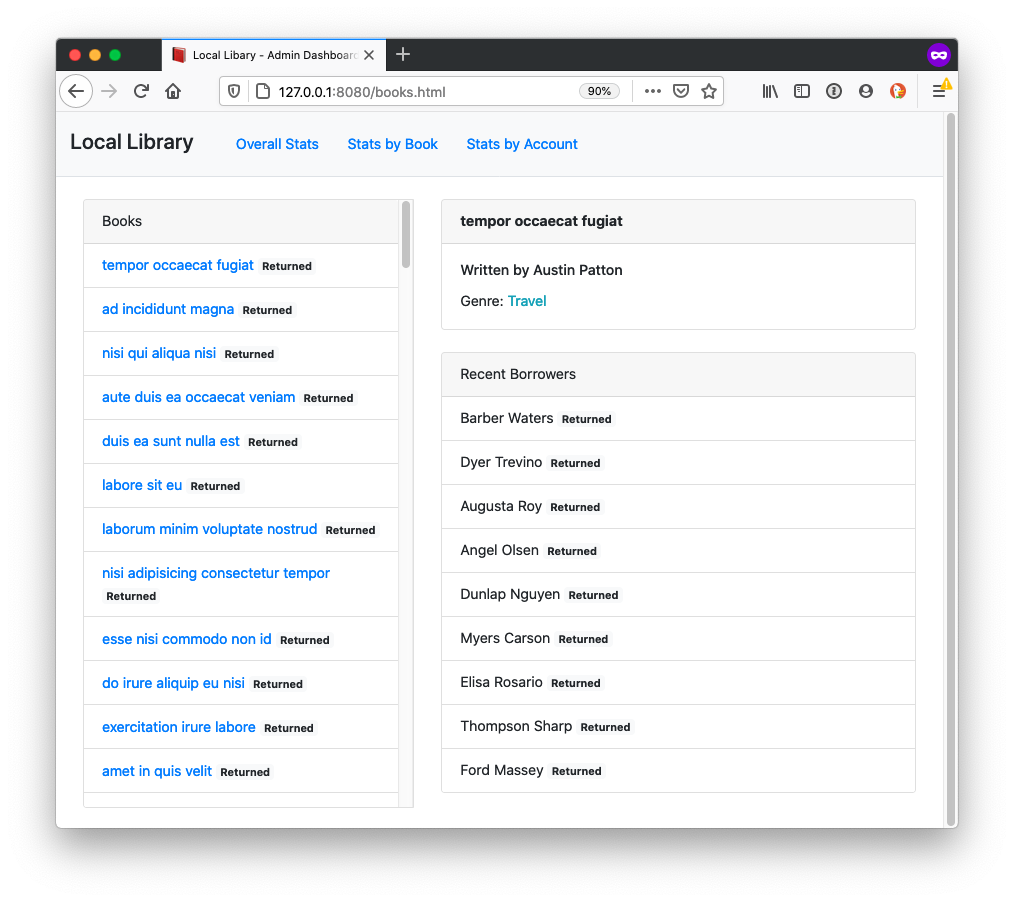 Local Libary - Admin Dashboard
127.0.0.1:8080/books.html
90%
Local Library
Overall Stats
Stats by Book
Stats by Account
Books
tempor occaecat fugiat Returned
ad incididunt magna Returned
nisi qui aliqua nisi Returned
aute duis ea occaecat veniam Returned
duis ea sunt nulla est Returned
labore sit eu Returned
laborum minim voluptate nostrud Returned
nisi adipisicing consectetur tempor
Returned
esse nisi commodo non id Returned
do irure aliquip eu nisi Returned
exercitation irure labore Returned
amet in quis velit Returned
tempor occaecat fugiat
Written by Austin Patton
Genre: Travel
Recent Borrowers
Barber Waters Returned
Dyer Trevino Returned
Augusta Roy Returned
Angel Olsen Returned
Dunlap Nguyen Returned
Myers Carson Returned
Elisa Rosario Returned
Thompson Sharp Returned
Ford Massey Returned